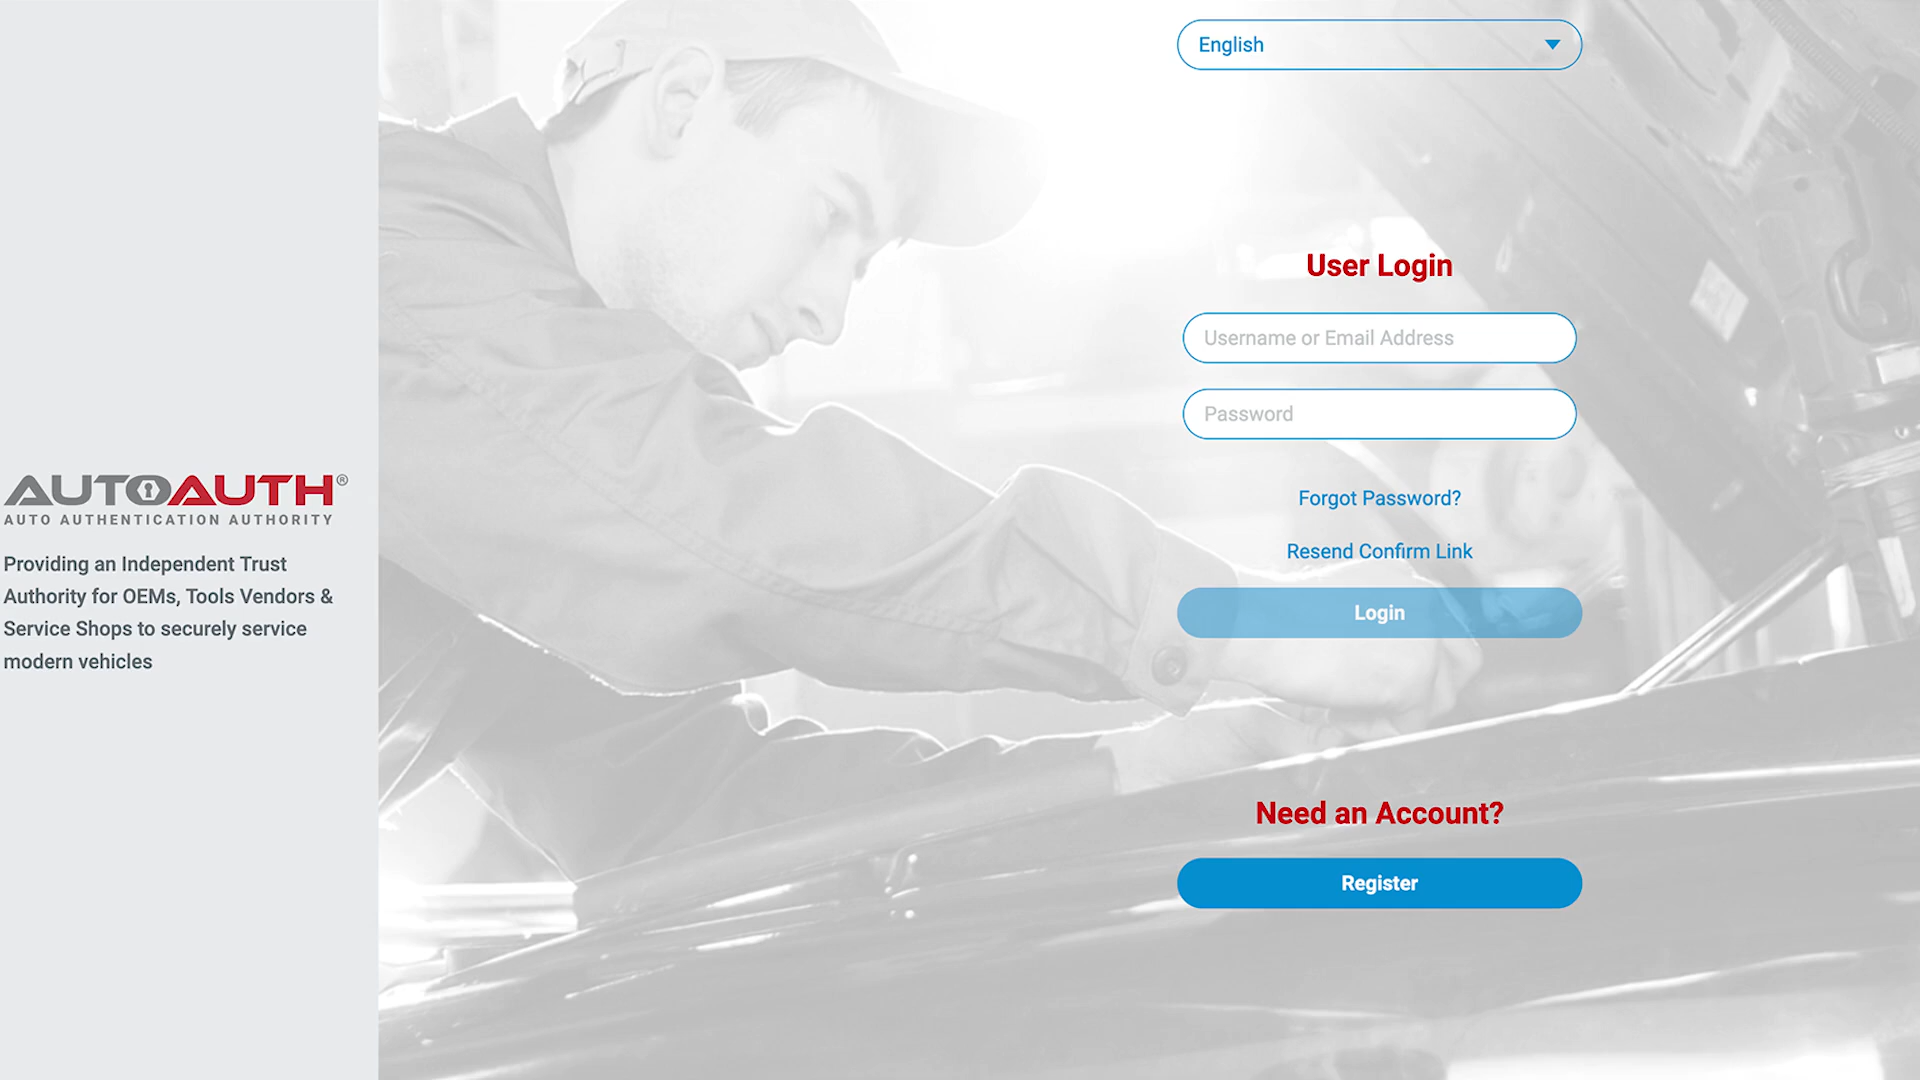 AUTOAUTH®
AUTO AUTHENTICATION AUTHORITY
Providing an Independent Trust
Authority for OEMs, Tools Vendors &
Service Shops to securely service
modern vehicles
English
User Login
Username or Email Address
Password
Forgot Password?
Resend Confirm Link
Login
Need an Account?
Register